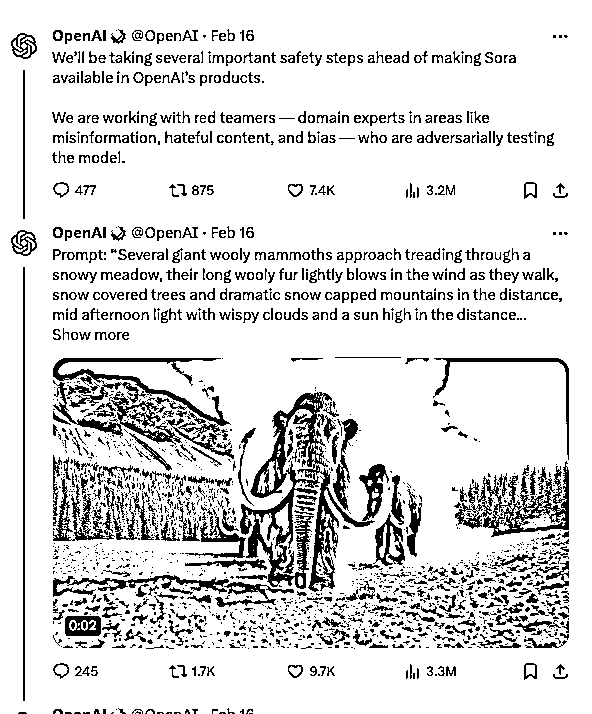 OpenAI @OpenAI · Feb 16
We'll be taking several important safety steps ahead of making Sora
available in OpenAI's products.
We are working with red teamers — domain experts in areas like
misinformation, hateful content, and bias — who are adversarially testing
the model.
477 875 7.4K 3.2M
OpenAI @OpenAI · Feb 16
Prompt: “Several giant wooly mammoths approach treading through a
snowy meadow, their long wooly fur lightly blows in the wind as they walk,
snow covered trees and dramatic snow capped mountains in the distance,
mid afternoon light with wispy clouds and a sun high in the distance...
Show more
0:02
245 1.7K 9.7K 3.3M
OpenAI @OpenAI · Feb 16